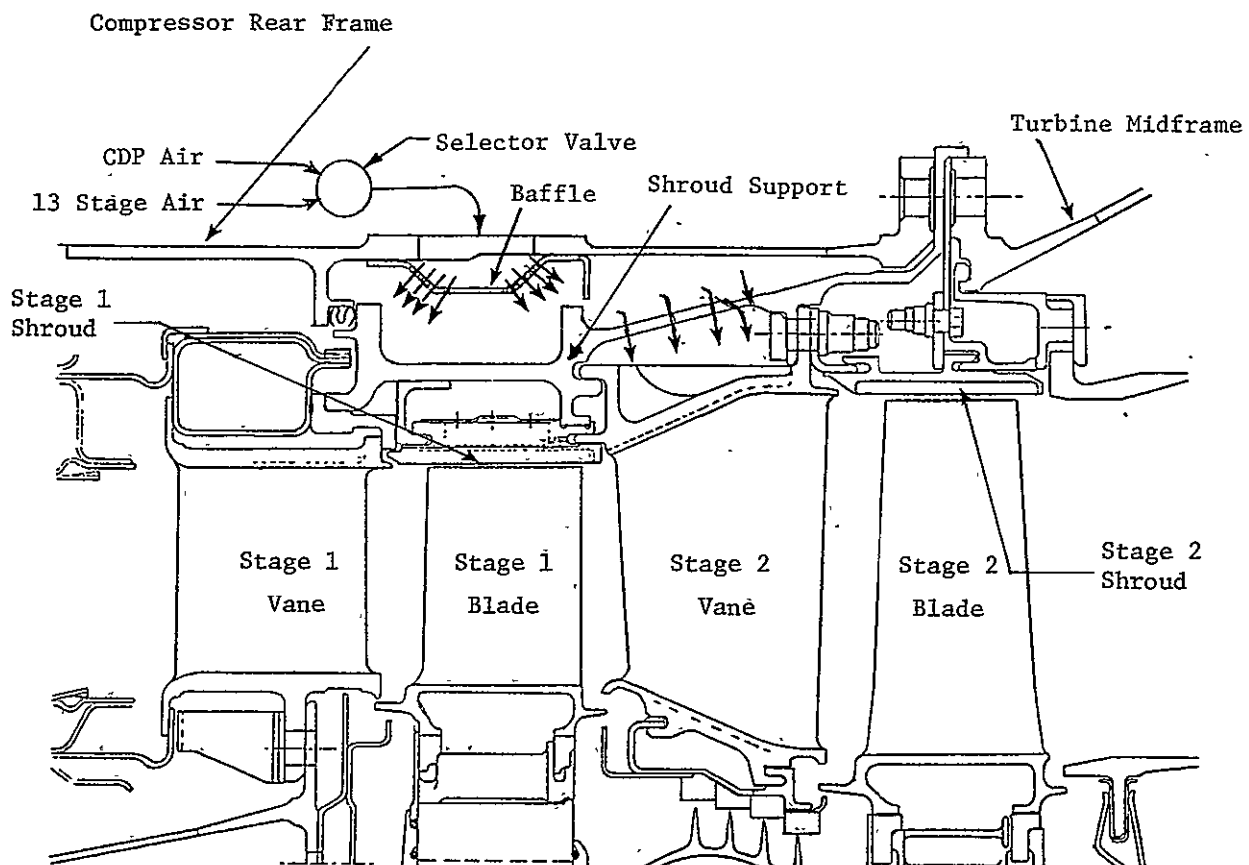 Compressor Rear Frame
Turbine Midframe
CDP Air
Selector Valve
13 Stage Air
Baffle
Shroud Support
Stage 1
Shroud
Stage 1
Vane
Stage 1
Blade
Stage 2
Vane
Stage 2
Blade
Stage 2
Shroud